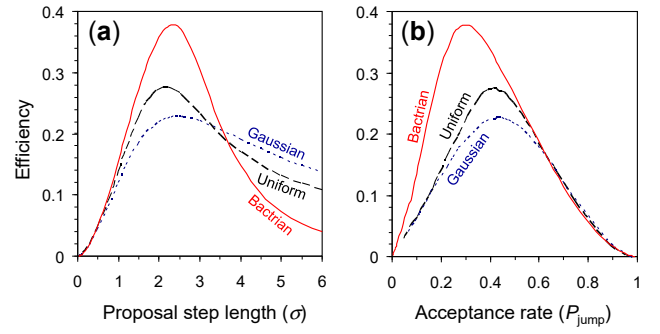 (a)
0.4
0.3
0.2
0.1
0
Efficiency
Gaussian
Uniform
Bactrian
0 1 2 3 4 5 6
Proposal step length (σ)
(b)
0.4
0.3
0.2
0.1
0
Bactrian
Uniform
Gaussian
0 0.2 0.4 0.6 0.8 1
Acceptance rate (Pjump)